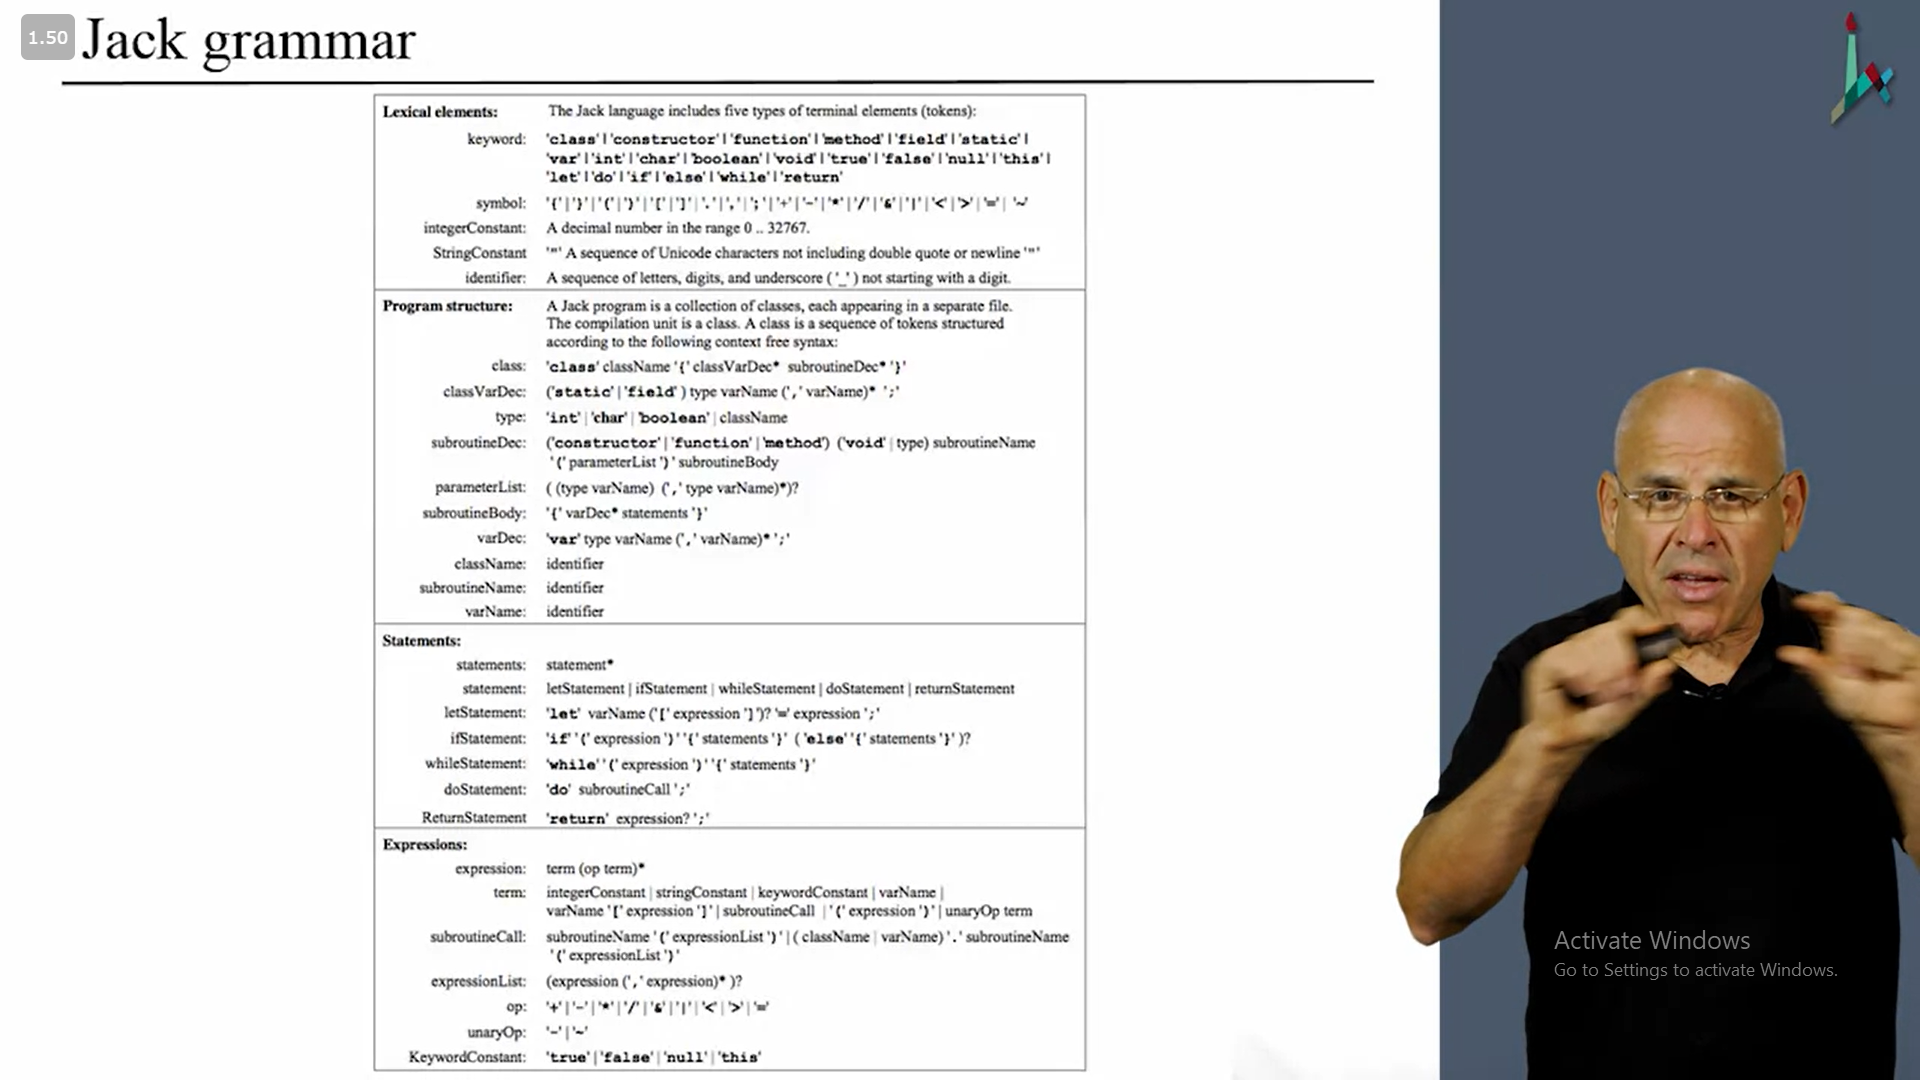 1.50
Jack grammar
Lexical elements: The Jack language includes five types of terminal elements (tokens):
keyword: 'class'|'constructor'|'function'|'method'|'field'|'static'|
'var'|'int'|'char'|'boolean'|'void'|'true'|'false'|'null'|'this'|
'let'|'do'|'if'|'else'|'while'|'return'
symbol: '{'|'}'|'('|')'|'['|']'|'.'|','|';'|'+'|'-'|'*'|'/'|'&'|'|'|'<'|'>'|'='|'~'
integerConstant: A decimal number in the range 0 .. 32767.
StringConstant '"' A sequence of Unicode characters not including double quote or newline '"'
identifier: A sequence of letters, digits, and underscore ('_') not starting with a digit.
Program structure: A Jack program is a collection of classes, each appearing in a separate file.
The compilation unit is a class. A class is a sequence of tokens structured
according to the following context free syntax:
class: 'class' className '{' classVarDec* subroutineDec* '}'
classVarDec: ('static'|'field') type varName (',' varName)* ';'
type: 'int'|'char'|'boolean'|className
subroutineDec: ('constructor'|'function'|'method') ('void'|type) subroutineName
'(' parameterList ')' subroutineBody
parameterList: ( (type varName) (',' type varName)*)?
subroutineBody: '{' varDec* statements '}'
varDec: 'var' type varName (',' varName)* ';'
className: identifier
subroutineName: identifier
varName: identifier
Statements:
statements: statement*
statement: letStatement | ifStatement | whileStatement | doStatement | returnStatement
letStatement: 'let' varName ('[' expression ']')? '=' expression ';'
ifStatement: 'if' '(' expression ')' '{' statements '}' ( 'else' '{' statements '}' )?
whileStatement: 'while' '(' expression ')' '{' statements '}'
doStatement: 'do' subroutineCall ';'
ReturnStatement 'return' expression? ';'
Expressions:
expression: term (op term)*
term: integerConstant | stringConstant | keywordConstant | varName |
varName '[' expression ']' | subroutineCall | '(' expression ')' | unaryOp term
subroutineCall: subroutineName '(' expressionList ')' | ( className | varName) '.' subroutineName
'(' expressionList ')'
expressionList: (expression (',' expression)* )?
op: '+'|'-'|'*'|'/'|'&'|'|'|'<'|'>'|'='
unaryOp: '-'|'~'
KeywordConstant: 'true'|'false'|'null'|'this'
Activate Windows
Go to Settings to activate Windows.